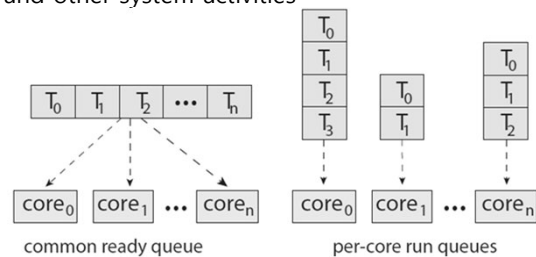 and other system activities
T0 T1 T2 ••• Tn
core0 core1 ••• coren
common ready queue
T0
T1
T2
T3
T0
T1
T0
T1
T2
core0 core1 ••• coren
per-core run queues